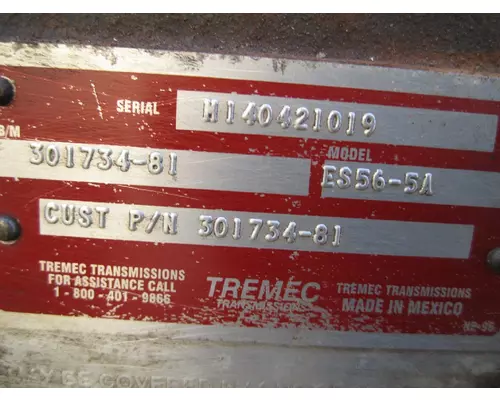 SERIAL M140421019
B/M
301734-81
MODEL
ES56-5A
CUST P/N 301734-81
TREMEC TRANSMISSIONS
FOR ASSISTANCE CALL
1-800-401-9866
TREMEC
TRANSMISSIONS
TREMEC TRANSMISSIONS
MADE IN MEXICO